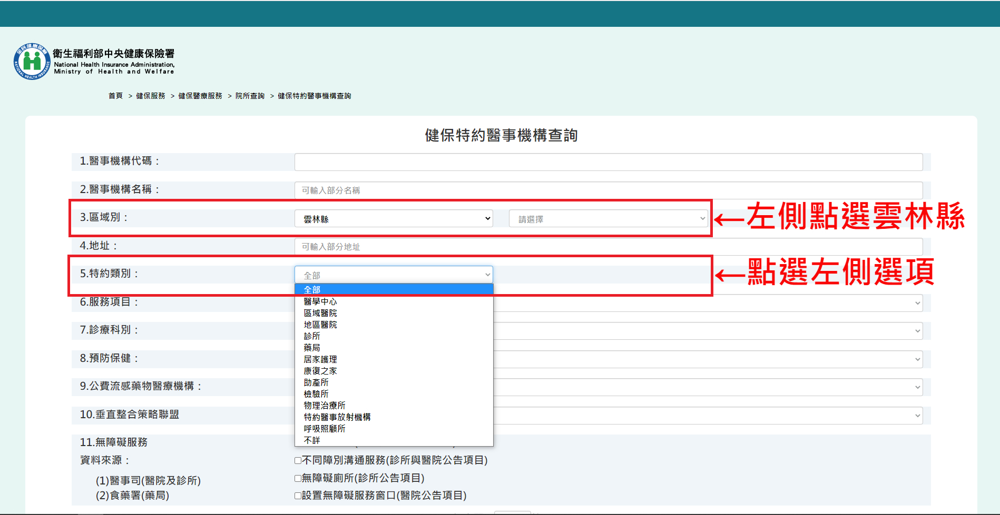 全民健康保險
NATIONAL HEALTH INSURANCE
衛生福利部中央健康保險署
National Health Insurance Administration,
Ministry of Health and Welfare
首頁 > 健保服務 > 健保醫療服務 > 院所查詢 > 健保特約醫事機構查詢
健保特約醫事機構查詢
1.醫事機構代碼：
2.醫事機構名稱： 可輸入部分名稱
3.區域別： 雲林縣 請選擇 ←左側點選雲林縣
4.地址： 可輸入部分地址
5.特約類別： 全部 ←點選左側選項
全部
醫學中心
區域醫院
地區醫院
診所
藥局
居家護理
康復之家
助產所
檢驗所
物理治療所
特約醫事放射機構
呼吸照顧所
不詳
6.服務項目：
7.診療科別：
8.預防保健：
9.公費流感藥物醫療機構：
10.垂直整合策略聯盟
11.無障礙服務
資料來源：
(1)醫事司(醫院及診所)
(2)食藥署(藥局)
不同障別溝通服務(診所與醫院公告項目)
無障礙廁所(診所公告項目)
設置無障礙服務窗口(醫院公告項目)